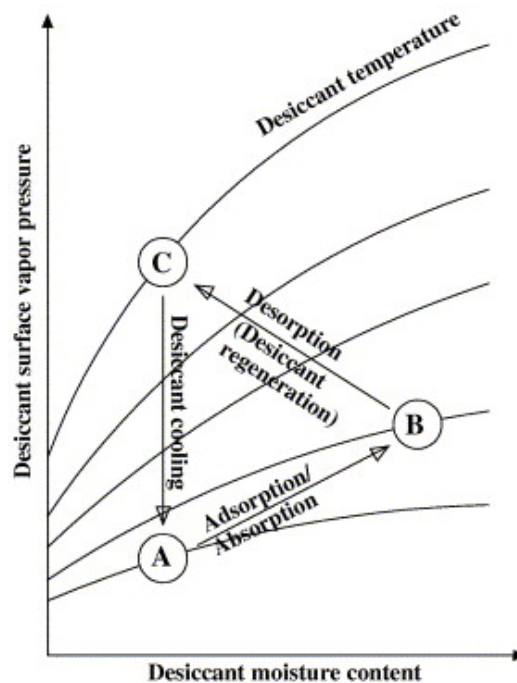 Desiccant temperature
Desiccant surface vapor pressure
C
Desorption
(Desiccant
regeneration)
Desiccant cooling
B
Adsorption/
Absorption
A
Desiccant moisture content